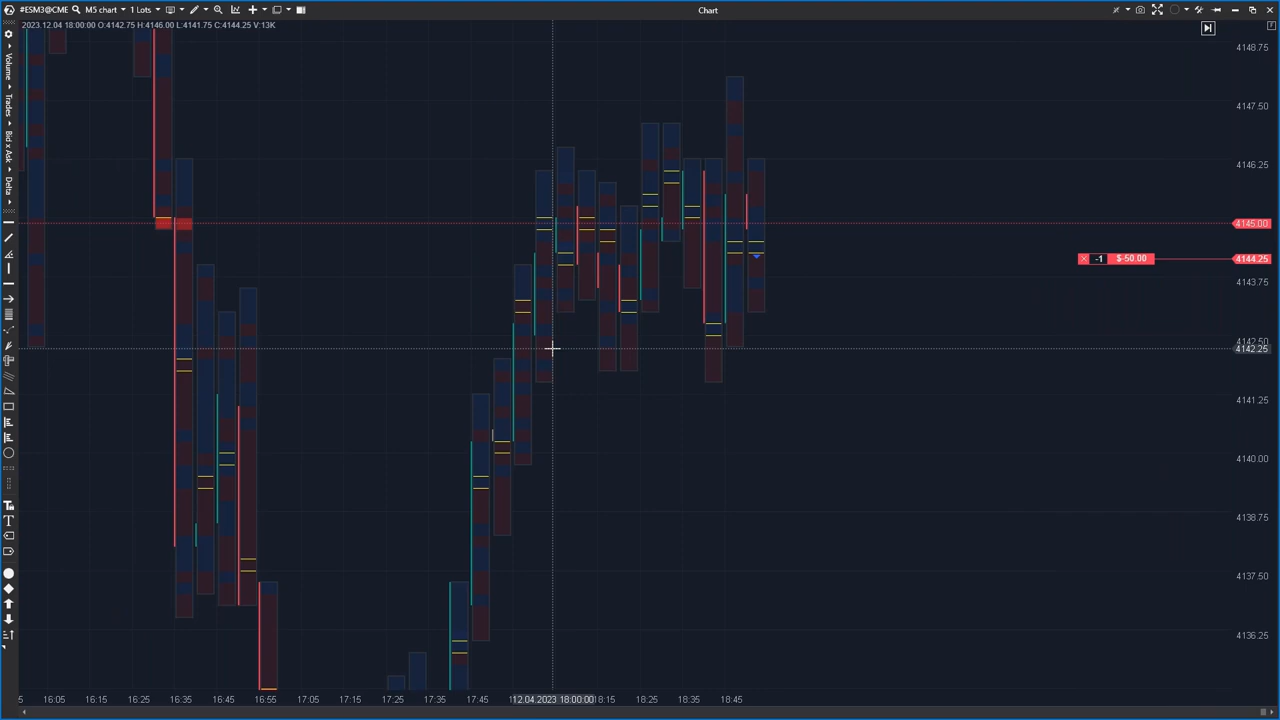 #ESM3@CME M5 chart 1 Lots Chart
2023.12.04 18:00:00 O:4142.75 H:4146.00 L:4141.75 C:4144.25 V:13K
Volume
Trades
Bid x Ask
Delta
4148.75
4147.50
4146.25
4145.00
-1 $-50.00 4144.25
4143.75
4142.50
4142.25
4141.25
4140.00
4138.75
4137.50
4136.25
5 16:05 16:15 16:25 16:35 16:45 16:55 17:05 17:15 17:25 17:35 17:45 12.04.2023 18:00:00 8:15 18:25 18:35 18:45